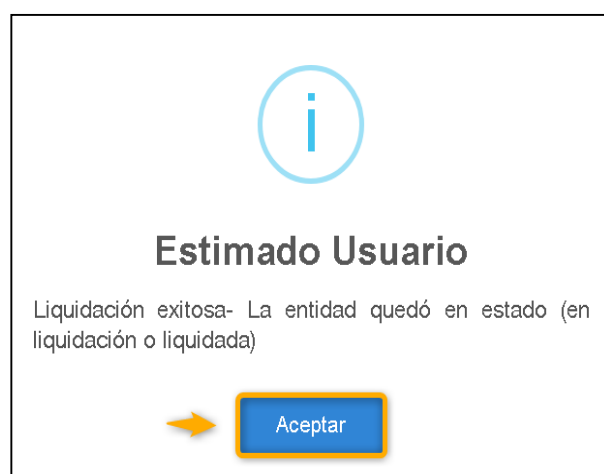 i
Estimado Usuario
Liquidación exitosa- La entidad quedó en estado (en
liquidación o liquidada)
Aceptar